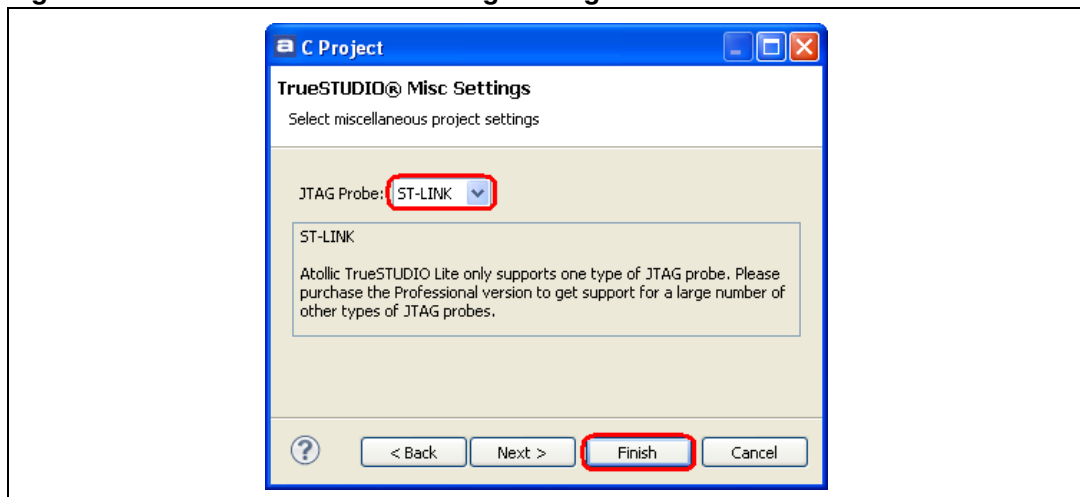 C Project
TrueSTUDIO® Misc Settings
Select miscellaneous project settings
JTAG Probe: ST-LINK
ST-LINK
Atollic TrueSTUDIO Lite only supports one type of JTAG probe. Please
purchase the Professional version to get support for a large number of
other types of JTAG probes.
? < Back Next > Finish Cancel